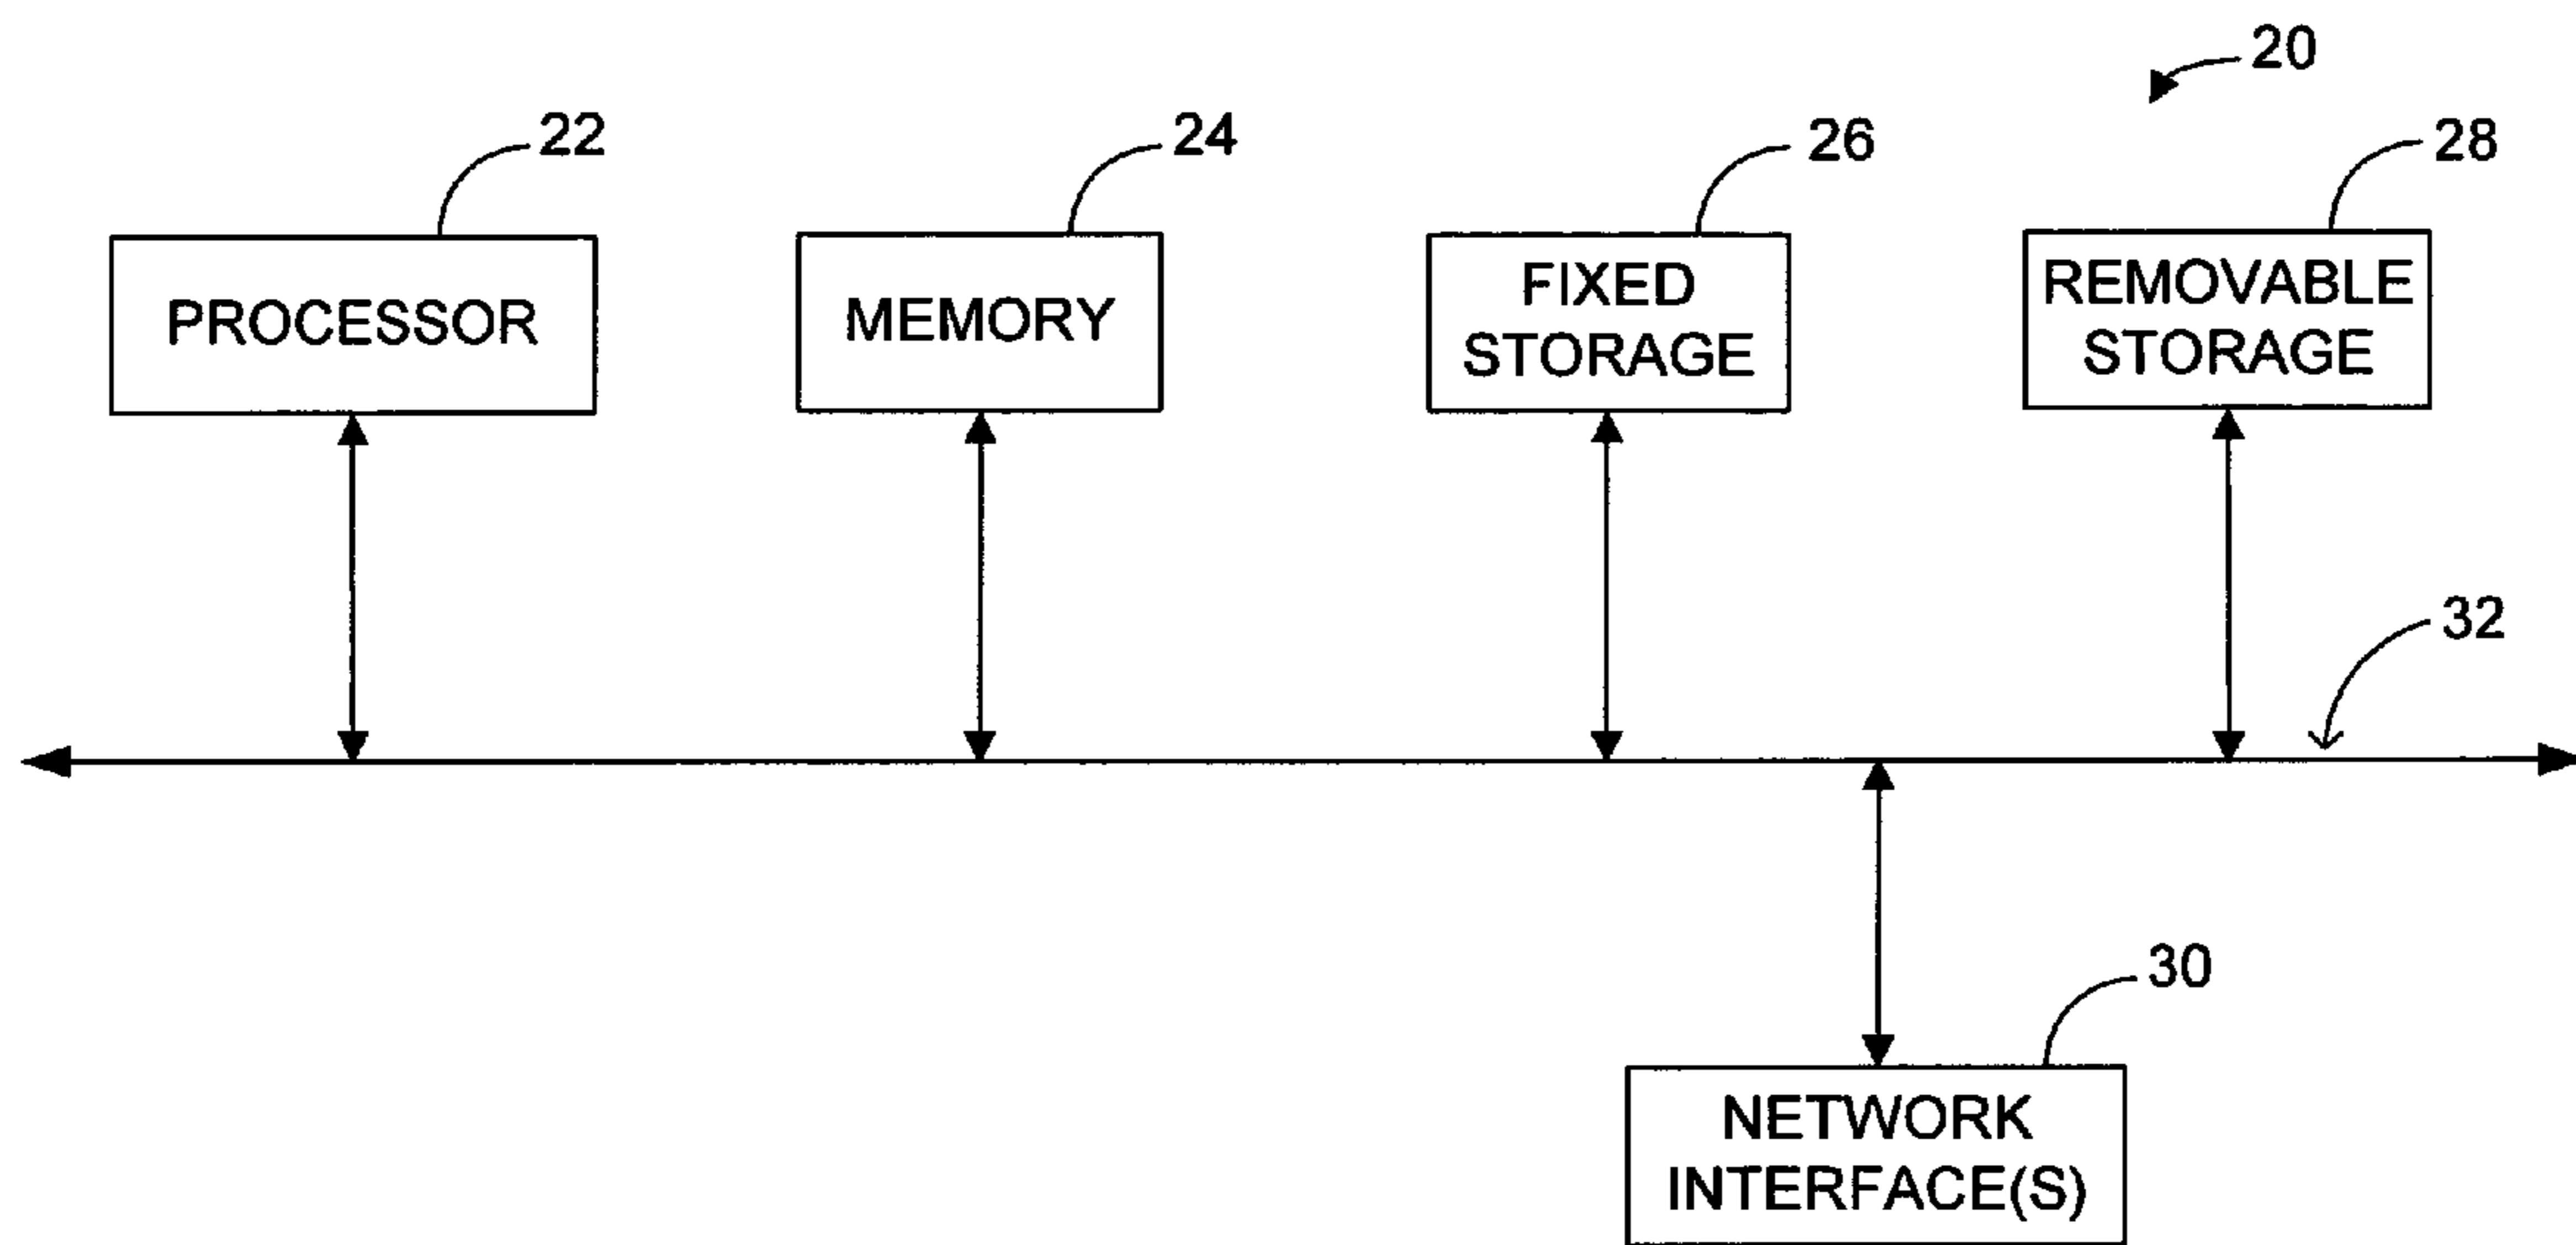 20
22
24
26
28
PROCESSOR
MEMORY
FIXED
STORAGE
REMOVABLE
STORAGE
32
30
NETWORK
INTERFACE(S)